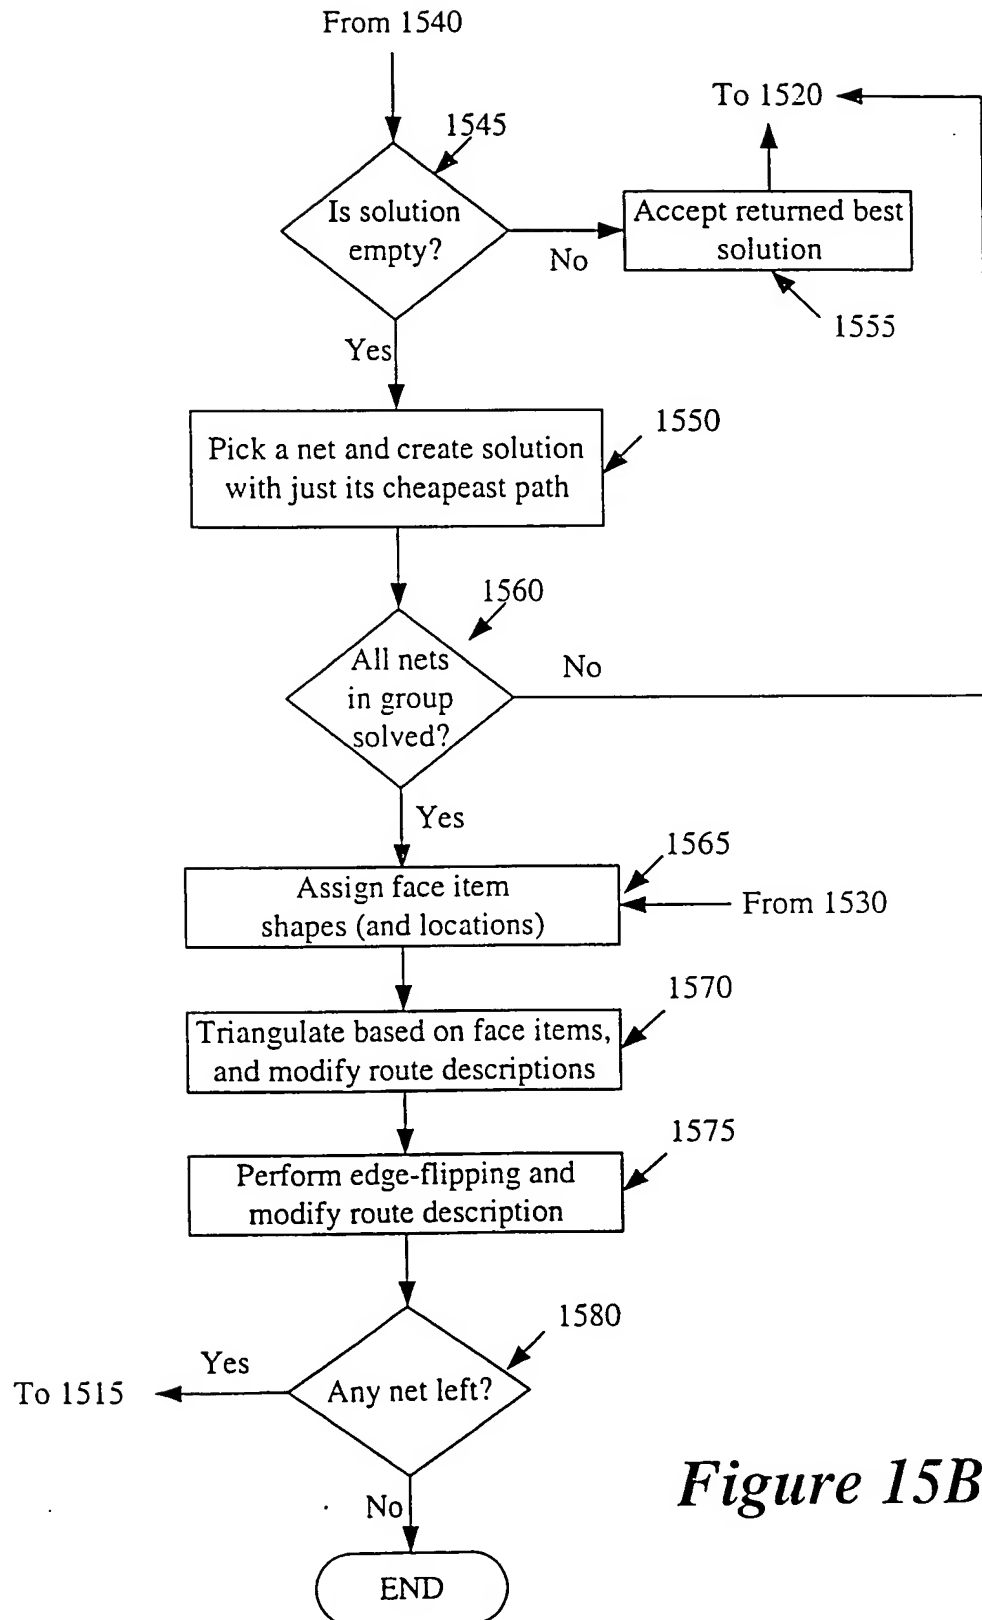 From 1540
To 1520
1545
Is solution
empty?
No
Accept returned best
solution
1555
Yes
1550
Pick a net and create solution
with just its cheapeast path
1560
All nets
in group
solved?
No
Yes
1565
Assign face item
shapes (and locations)
From 1530
1570
Triangulate based on face items,
and modify route descriptions
1575
Perform edge-flipping and
modify route description
1580
Yes
To 1515
Any net left?
No
Figure 15B
END